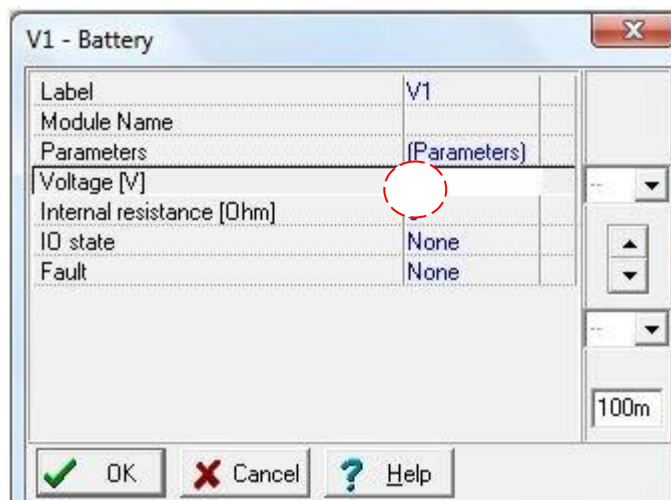 V1 - Battery
Label V1
Module Name
Parameters (Parameters)
Voltage [V]
--
Internal resistance [Ohm]
IO state None
Fault None
--
100m
OK Cancel Help